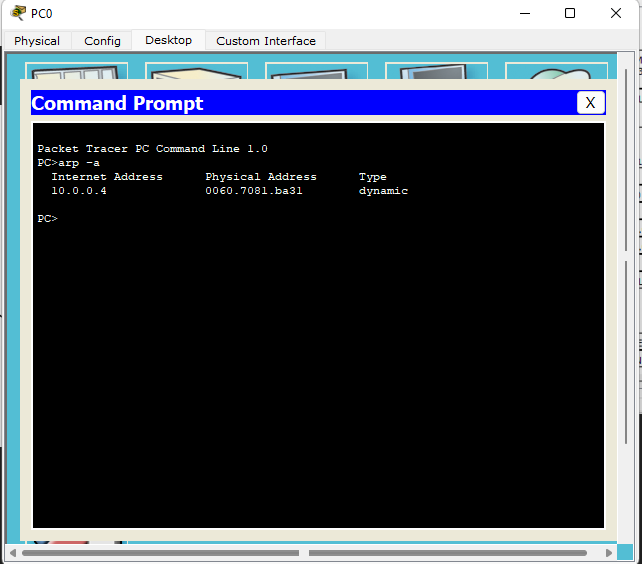 PC0
Physical Config Desktop Custom Interface
Command Prompt X
Packet Tracer PC Command Line 1.0
PC>arp -a
Internet Address Physical Address Type
10.0.0.4 0060.7081.ba31 dynamic
PC>